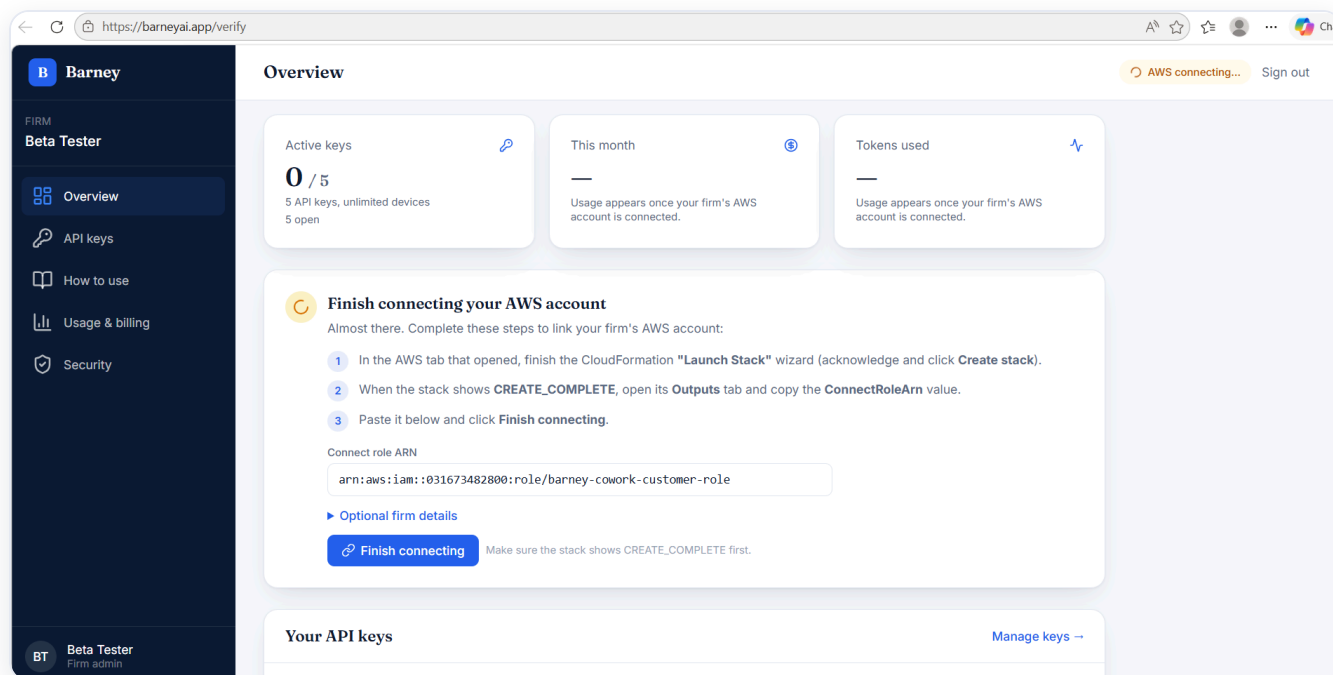 https://barneyai.app/verify
B Barney
FIRM
Beta Tester
Overview
API keys
How to use
Usage & billing
Security
BT
Beta Tester
Firm admin
Overview
AWS connecting...
Sign out
Active keys
0 / 5
5 API keys, unlimited devices
5 open
This month
—
Usage appears once your firm's AWS
account is connected.
Tokens used
—
Usage appears once your firm's AWS
account is connected.
Finish connecting your AWS account
Almost there. Complete these steps to link your firm's AWS account:
1 In the AWS tab that opened, finish the CloudFormation "Launch Stack" wizard (acknowledge and click Create stack).
2 When the stack shows CREATE_COMPLETE, open its Outputs tab and copy the ConnectRoleArn value.
3 Paste it below and click Finish connecting.
Connect role ARN
arn:aws:iam::031673482800:role/barney-cowork-customer-role
Optional firm details
Finish connecting
Make sure the stack shows CREATE_COMPLETE first.
Your API keys
Manage keys →